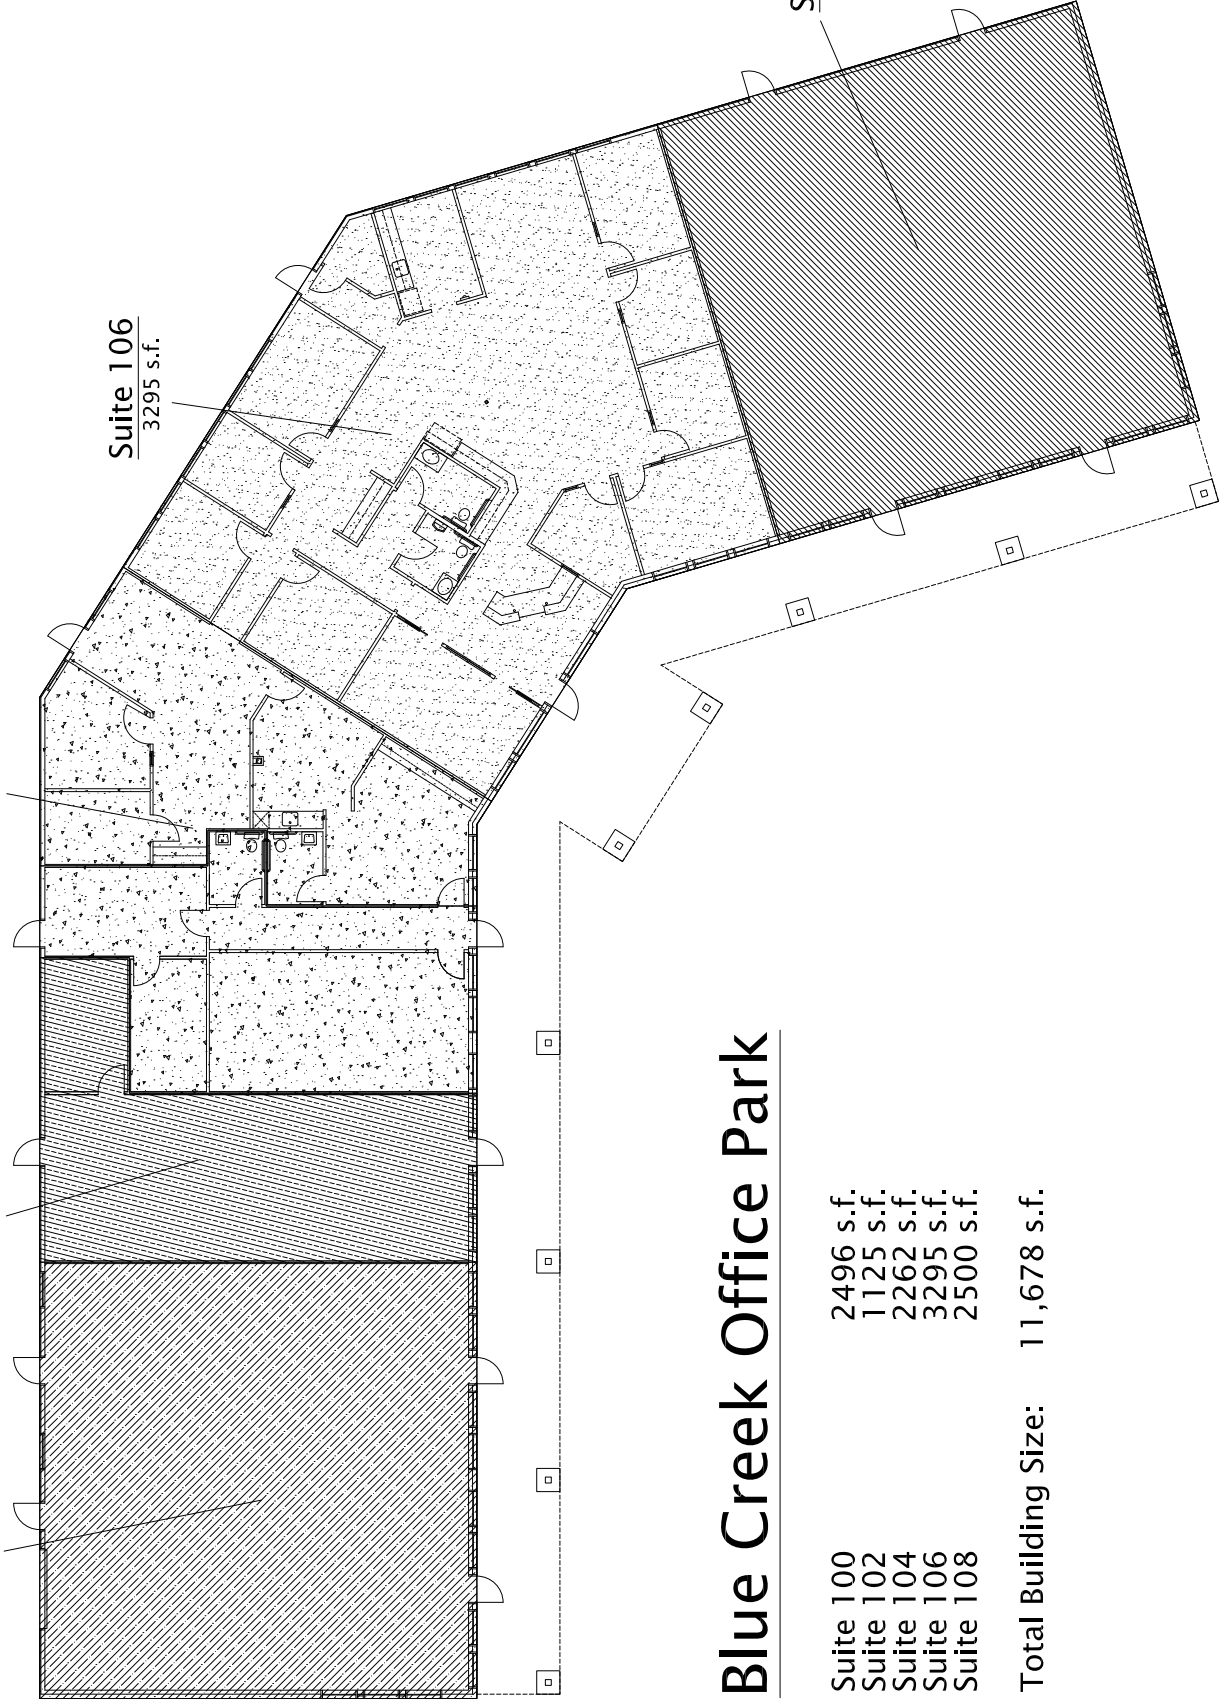 Suite 106
3295 s.f.
S
Blue Creek Office Park
Suite 100 2496 s.f.
Suite 102 1125 s.f.
Suite 104 2262 s.f.
Suite 106 3295 s.f.
Suite 108 2500 s.f.
Total Building Size: 11,678 s.f.